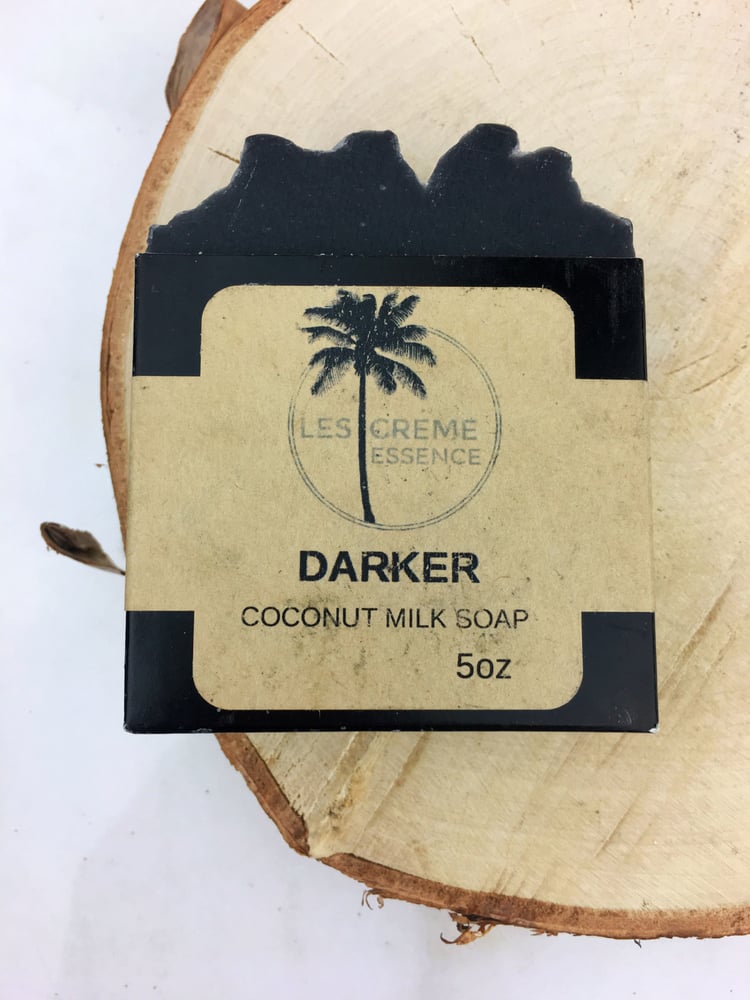 LES CREME
ESSENCE
DARKER
COCONUT MILK SOAP
5oz